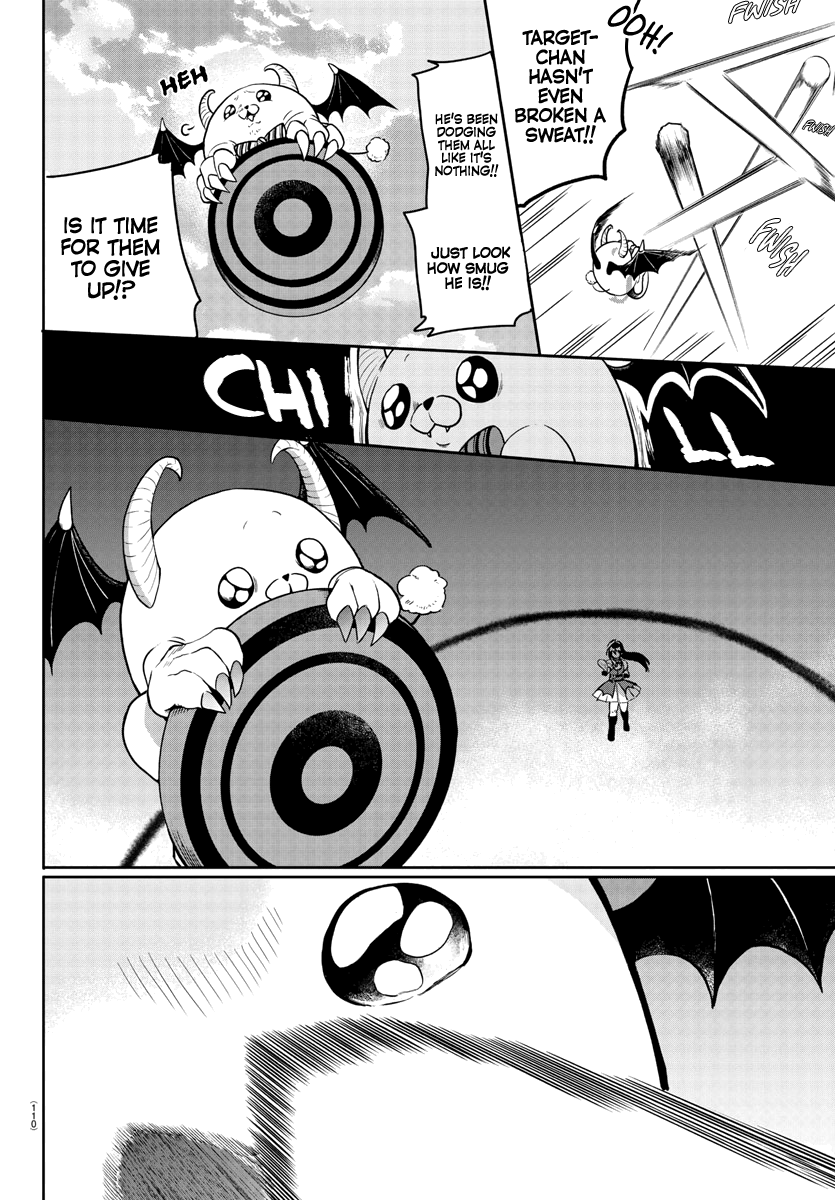 FWISH
OOH!
TARGET-
CHAN
HASN'T
EVEN
BROKEN A
SWEAT!!
FWISH
FWISH
HE'S BEEN
DODGING
THEM ALL
LIKE IT'S
NOTHING!!
JUST LOOK
HOW SMUG
HE IS!!
HEH
IS IT TIME
FOR THEM
TO GIVE
UP!?
CHI
LL
110